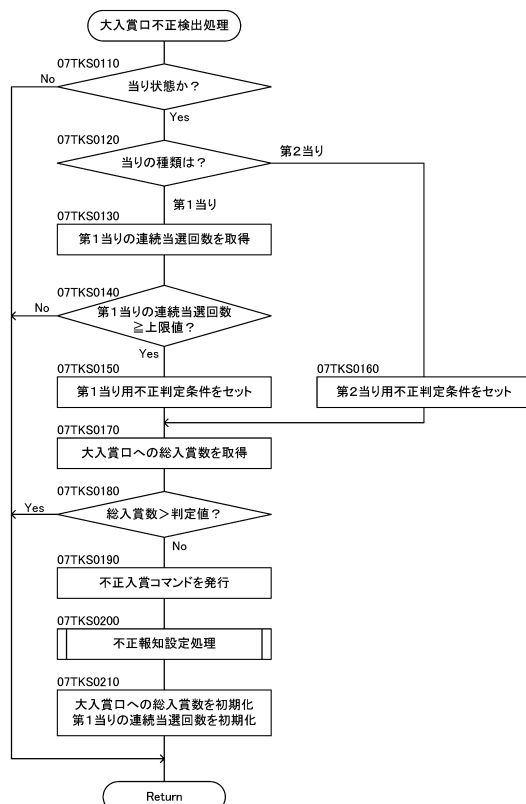 大入賞口不正検出処理
07TKS0110
No
当り状態か？
Yes
07TKS0120
当りの種類は？
第２当り
第１当り
07TKS0130
第１当りの連続当選回数を取得
07TKS0140
No
第１当りの連続当選回数
≧上限値？
Yes
07TKS0150
第１当り用不正判定条件をセット
07TKS0160
第２当り用不正判定条件をセット
07TKS0170
大入賞口への総入賞数を取得
07TKS0180
Yes
総入賞数＞判定値？
No
07TKS0190
不正入賞コマンドを発行
07TKS0200
不正報知設定処理
07TKS0210
大入賞口への総入賞数を初期化
第１当りの連続当選回数を初期化
Return